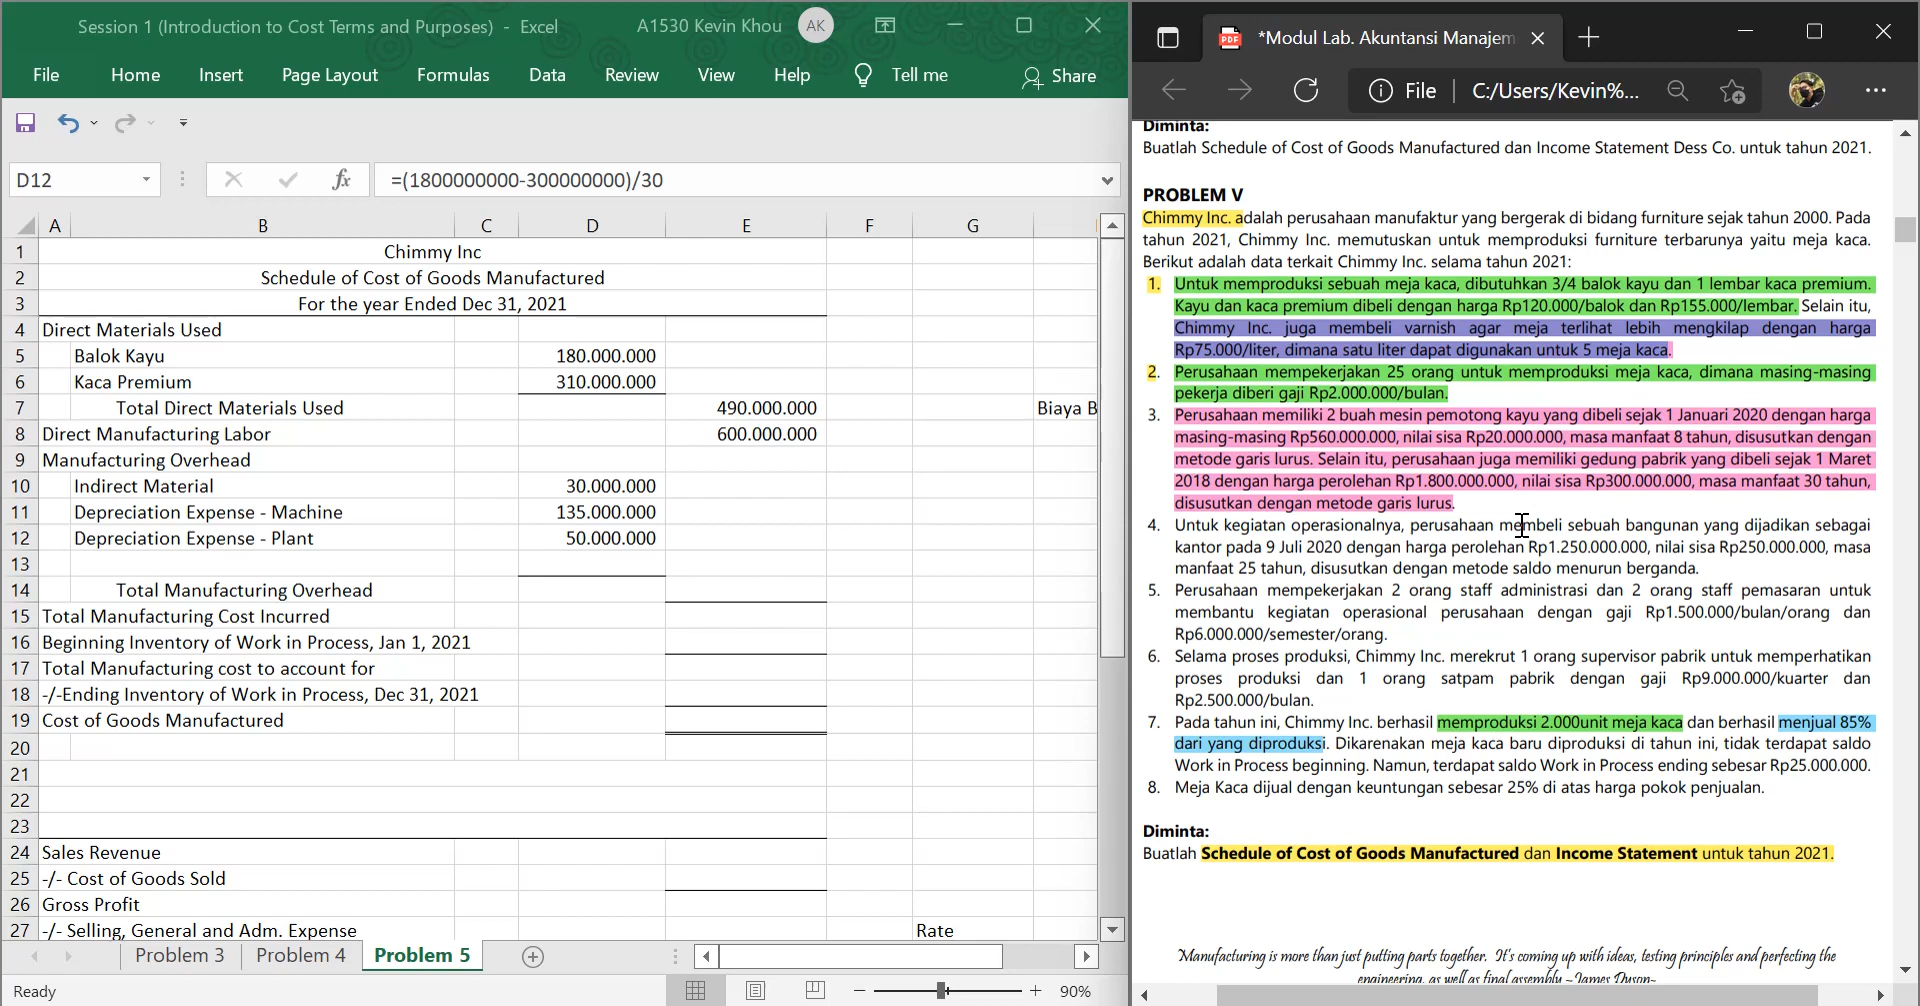 Session 1 (Introduction to Cost Terms and Purposes) - Excel
A1530 Kevin Khou
AK
File Home Insert Page Layout Formulas Data Review View Help Tell me Share
D12
fx
=(1800000000-300000000)/30
A B C D E F G
1 Chimmy Inc
2 Schedule of Cost of Goods Manufactured
3 For the year Ended Dec 31, 2021
4 Direct Materials Used
5 Balok Kayu 180.000.000
6 Kaca Premium 310.000.000
7 Total Direct Materials Used 490.000.000 Biaya B
8 Direct Manufacturing Labor 600.000.000
9 Manufacturing Overhead
10 Indirect Material 30.000.000
11 Depreciation Expense - Machine 135.000.000
12 Depreciation Expense - Plant 50.000.000
13
14 Total Manufacturing Overhead
15 Total Manufacturing Cost Incurred
16 Beginning Inventory of Work in Process, Jan 1, 2021
17 Total Manufacturing cost to account for
18 -/-Ending Inventory of Work in Process, Dec 31, 2021
19 Cost of Goods Manufactured
20
21
22
23
24 Sales Revenue
25 -/- Cost of Goods Sold
26 Gross Profit
27 -/- Selling, General and Adm. Expense Rate
Problem 3 Problem 4 Problem 5
Ready
90%
PDF
*Modul Lab. Akuntansi Manajem
File C:/Users/Kevin%...
Diminta:
Buatlah Schedule of Cost of Goods Manufactured dan Income Statement Dess Co. untuk tahun 2021.
PROBLEM V
Chimmy Inc. adalah perusahaan manufaktur yang bergerak di bidang furniture sejak tahun 2000. Pada
tahun 2021, Chimmy Inc. memutuskan untuk memproduksi furniture terbarunya yaitu meja kaca.
Berikut adalah data terkait Chimmy Inc. selama tahun 2021:
1. Untuk memproduksi sebuah meja kaca, dibutuhkan 3/4 balok kayu dan 1 lembar kaca premium.
Kayu dan kaca premium dibeli dengan harga Rp120.000/balok dan Rp155.000/lembar. Selain itu,
Chimmy Inc. juga membeli varnish agar meja terlihat lebih mengkilap dengan harga
Rp75.000/liter, dimana satu liter dapat digunakan untuk 5 meja kaca.
2. Perusahaan mempekerjakan 25 orang untuk memproduksi meja kaca, dimana masing-masing
pekerja diberi gaji Rp2.000.000/bulan.
3. Perusahaan memiliki 2 buah mesin pemotong kayu yang dibeli sejak 1 Januari 2020 dengan harga
masing-masing Rp560.000.000, nilai sisa Rp20.000.000, masa manfaat 8 tahun, disusutkan dengan
metode garis lurus. Selain itu, perusahaan juga memiliki gedung pabrik yang dibeli sejak 1 Maret
2018 dengan harga perolehan Rp1.800.000.000, nilai sisa Rp300.000.000, masa manfaat 30 tahun,
disusutkan dengan metode garis lurus.
4. Untuk kegiatan operasionalnya, perusahaan membeli sebuah bangunan yang dijadikan sebagai
kantor pada 9 Juli 2020 dengan harga perolehan Rp1.250.000.000, nilai sisa Rp250.000.000, masa
manfaat 25 tahun, disusutkan dengan metode saldo menurun berganda.
5. Perusahaan mempekerjakan 2 orang staff administrasi dan 2 orang staff pemasaran untuk
membantu kegiatan operasional perusahaan dengan gaji Rp1.500.000/bulan/orang dan
Rp6.000.000/semester/orang.
6. Selama proses produksi, Chimmy Inc. merekrut 1 orang supervisor pabrik untuk memperhatikan
proses produksi dan 1 orang satpam pabrik dengan gaji Rp9.000.000/kuarter dan
Rp2.500.000/bulan.
7. Pada tahun ini, Chimmy Inc. berhasil memproduksi 2.000unit meja kaca dan berhasil menjual 85%
dari yang diproduksi. Dikarenakan meja kaca baru diproduksi di tahun ini, tidak terdapat saldo
Work in Process beginning. Namun, terdapat saldo Work in Process ending sebesar Rp25.000.000.
8. Meja Kaca dijual dengan keuntungan sebesar 25% di atas harga pokok penjualan.
Diminta:
Buatlah Schedule of Cost of Goods Manufactured dan Income Statement untuk tahun 2021.
Manufacturing is more than just putting parts together. It's coming up with ideas, testing principles and perfecting the
engineering, as well as final assembly ~James Dyson~